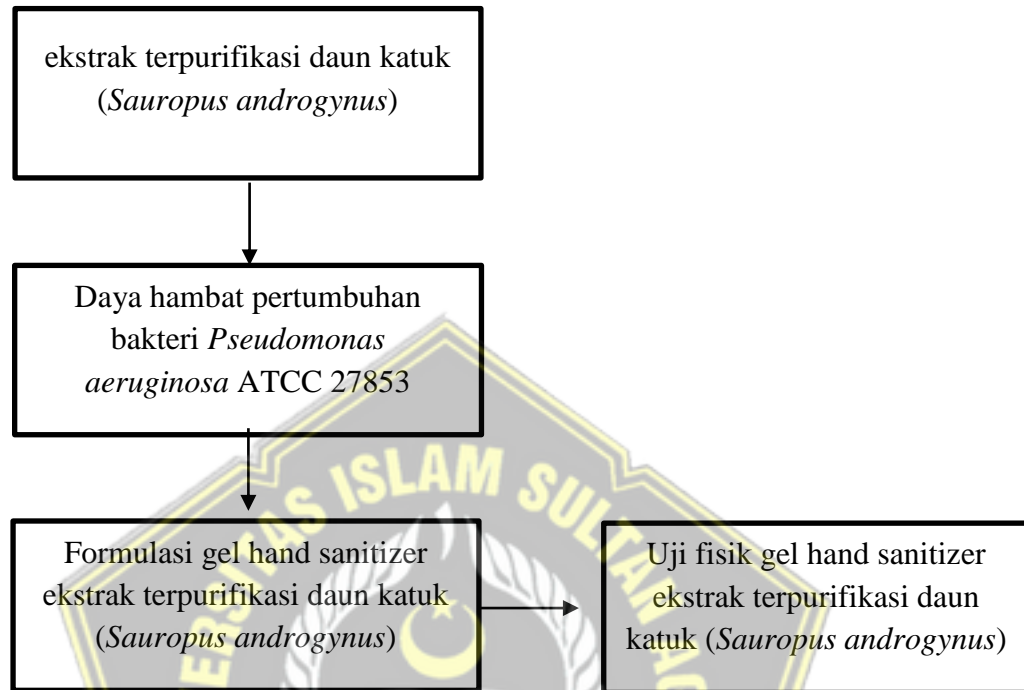 ekstrak terpurifikasi daun katuk
(Sauropus androgynus)
Daya hambat pertumbuhan
bakteri Pseudomonas
aeruginosa ATCC 27853
Formulasi gel hand sanitizer
ekstrak terpurifikasi daun katuk
(Sauropus androgynus)
Uji fisik gel hand sanitizer
ekstrak terpurifikasi daun
katuk (Sauropus androgynus)
ISLAM